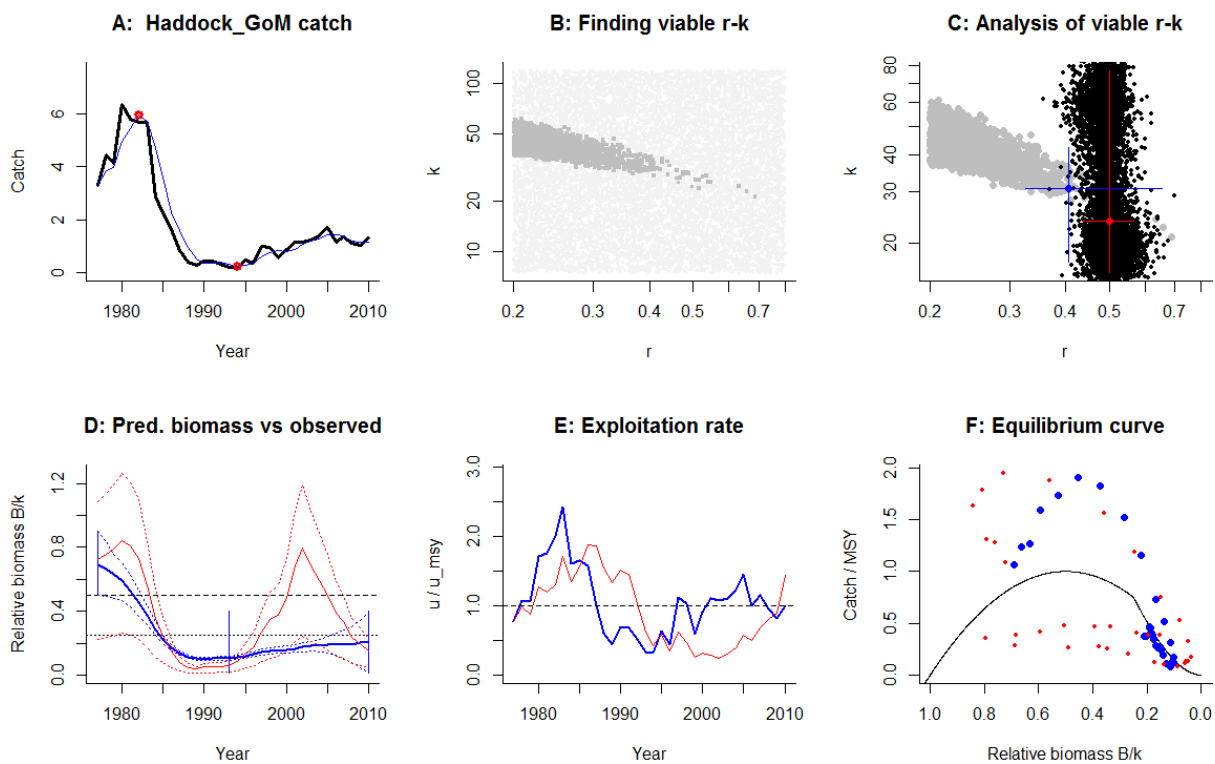 A:  Haddock_GoM catch
Catch
0 2 4 6
1980 1990 2000
Year
B: Finding viable r-k
k
10 20 50 100
0.2 0.3 0.4 0.5 0.7
r
C: Analysis of viable r-k
k
20 30 40 60 80
0.2 0.3 0.4 0.5 0.7
r
D: Pred. biomass vs observed
Relative biomass B/k
0.0 0.4 0.8 1.2
1980 1990 2000 2010
Year
E: Exploitation rate
u / u_msy
0.0 1.0 2.0 3.0
1980 1990 2000 2010
Year
F: Equilibrium curve
Catch / MSY
0.0 0.5 1.0 1.5 2.0
1.0 0.8 0.6 0.4 0.2 0.0
Relative biomass B/k